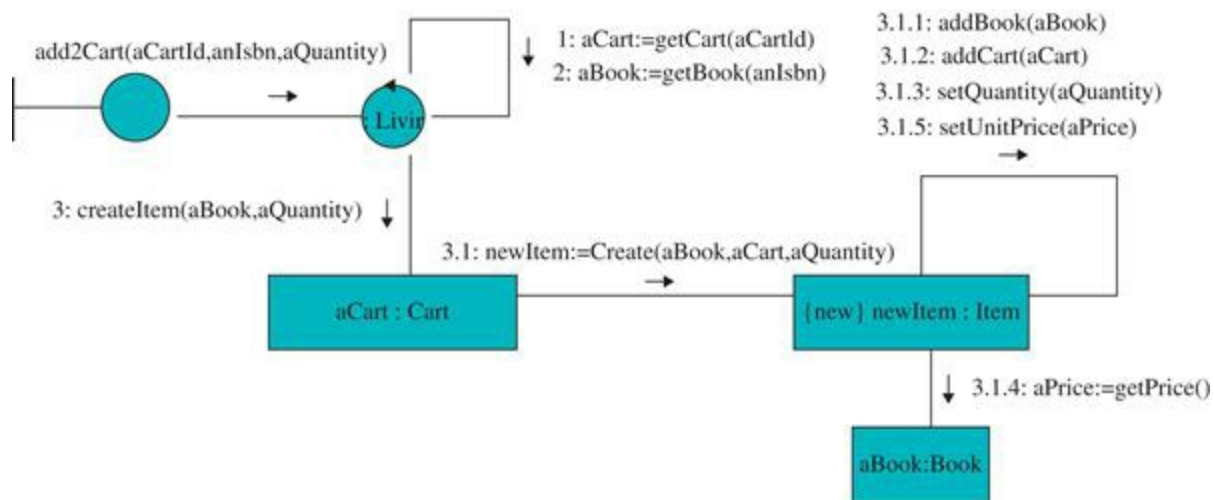 add2Cart(aCartId,anIsbn,aQuantity)
1: aCart:=getCart(aCartId)
2: aBook:=getBook(anIsbn)
: Livir
3.1.1: addBook(aBook)
3.1.2: addCart(aCart)
3.1.3: setQuantity(aQuantity)
3.1.5: setUnitPrice(aPrice)
3: createItem(aBook,aQuantity)
3.1: newItem:=Create(aBook,aCart,aQuantity)
aCart : Cart
{new} newItem : Item
3.1.4: aPrice:=getPrice()
aBook:Book